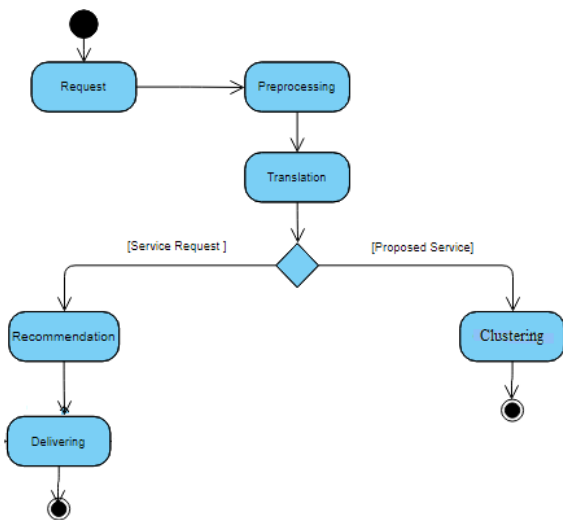 Request
Preprocessing
Translation
[Service Request ]
[Proposed Service]
Recommendation
Clustering
Delivering